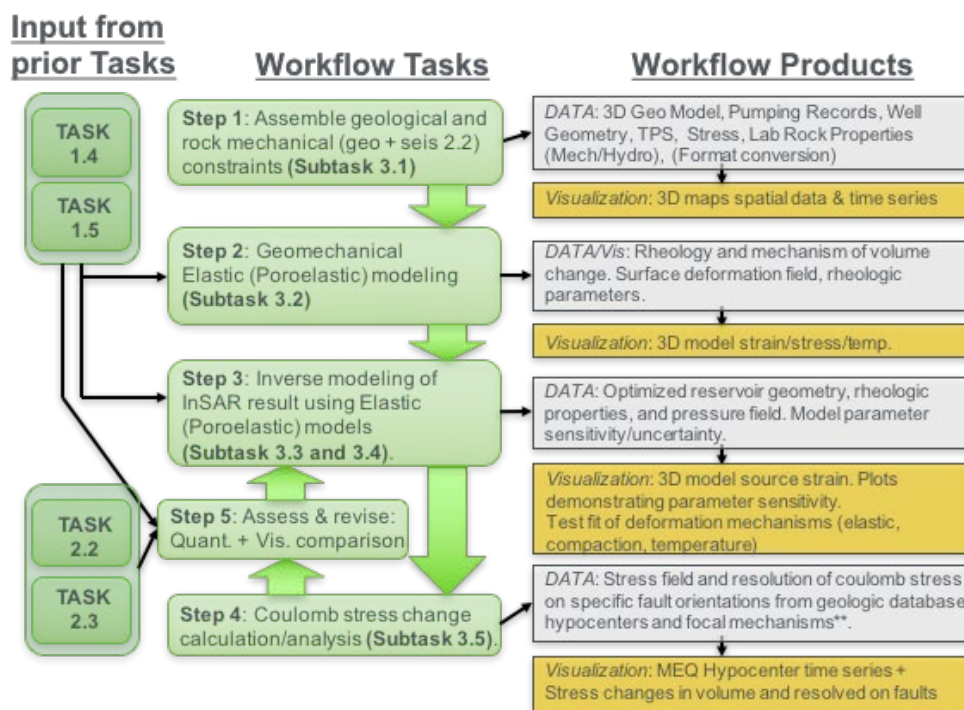 Input from
prior Tasks
Workflow Tasks
Workflow Products
TASK
1.4
TASK
1.5
Step 1: Assemble geological and
rock mechanical (geo + seis 2.2)
constraints (Subtask 3.1)
DATA: 3D Geo Model, Pumping Records, Well
Geometry, TPS, Stress, Lab Rock Properties
(Mech/Hydro), (Format conversion)
Visualization: 3D maps spatial data & time series
Step 2: Geomechanical
Elastic (Poroelastic) modeling
(Subtask 3.2)
DATA/Vis: Rheology and mechanism of volume
change. Surface deformation field, rheologic
parameters.
Visualization: 3D model strain/stress/temp.
Step 3: Inverse modeling of
InSAR result using Elastic
(Poroelastic) models
(Subtask 3.3 and 3.4).
DATA: Optimized reservoir geometry, rheologic
properties, and pressure field. Model parameter
sensitivity/uncertainty.
Visualization: 3D model source strain. Plots
demonstrating parameter sensitivity.
Test fit of deformation mechanisms (elastic,
compaction, temperature)
TASK
2.2
TASK
2.3
Step 5: Assess & revise:
Quant. + Vis. comparison
Step 4: Coulomb stress change
calculation/analysis (Subtask 3.5).
DATA: Stress field and resolution of coulomb stress
on specific fault orientations from geologic database
hypocenters and focal mechanisms**.
Visualization: MEQ Hypocenter time series +
Stress changes in volume and resolved on faults